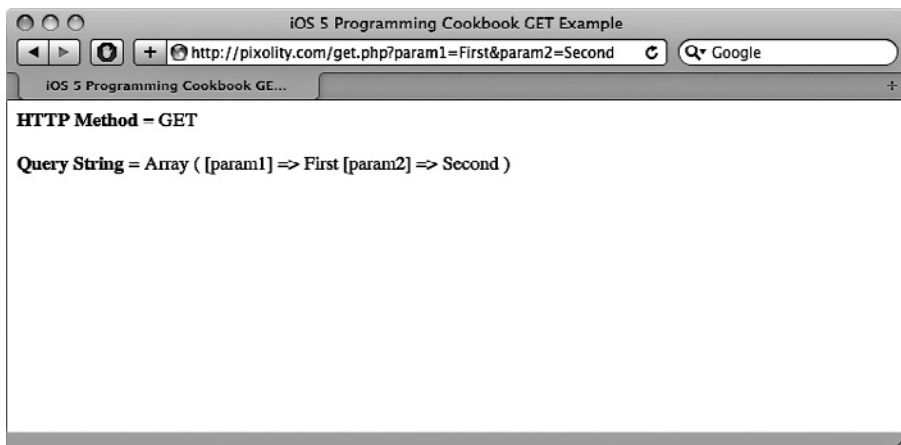 iOS 5 Programming Cookbook GET Example
http://pixolity.com/get.php?param1=First&param2=Second
Google
iOS 5 Programming Cookbook GE...
HTTP Method = GET
Query String = Array ( [param1] => First [param2] => Second )